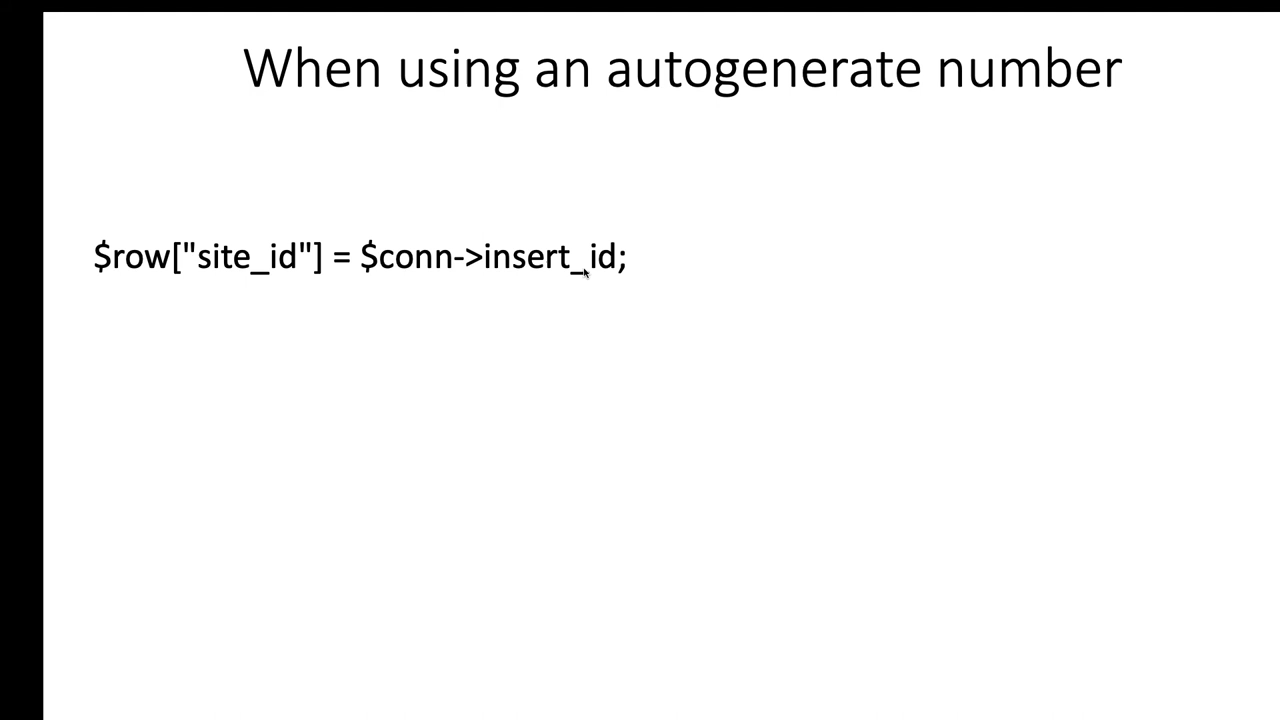 When using an autogenerate number
$row["site_id"] = $conn->insert_id;